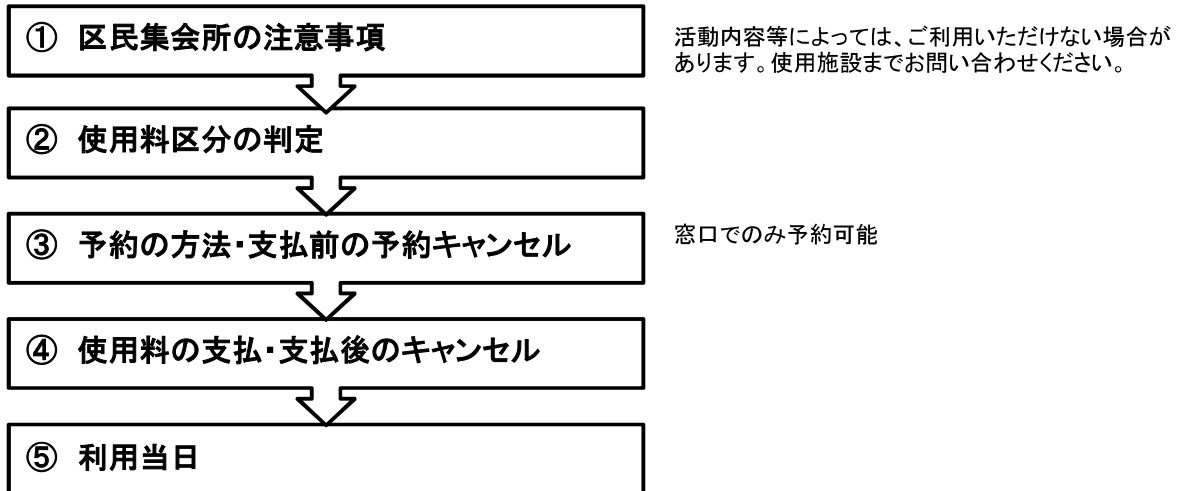 ① 区民集会所の注意事項
活動内容等によっては、ご利用いただけない場合が
あります。使用施設までお問い合わせください。
② 使用料区分の判定
③ 予約の方法・支払前の予約キャンセル
窓口でのみ予約可能
④ 使用料の支払・支払後のキャンセル
⑤ 利用当日